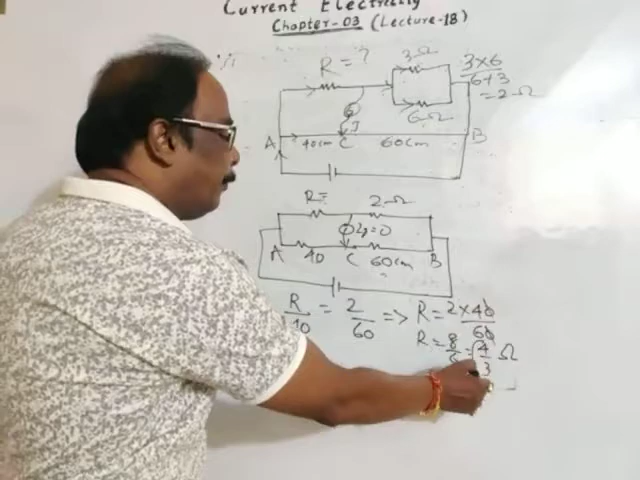 Current Electricity
Chapter-03 (Lecture-18)
R = ?
3Ω
3×6
6+3
= 2Ω
6Ω
G
J
A
40cm
C
60cm
B
R=
2Ω
Ig=0
A
40
C
60cm
B
R/10 = 2/60 => R = 2×40/60
R = 8/6 = 4/3 Ω